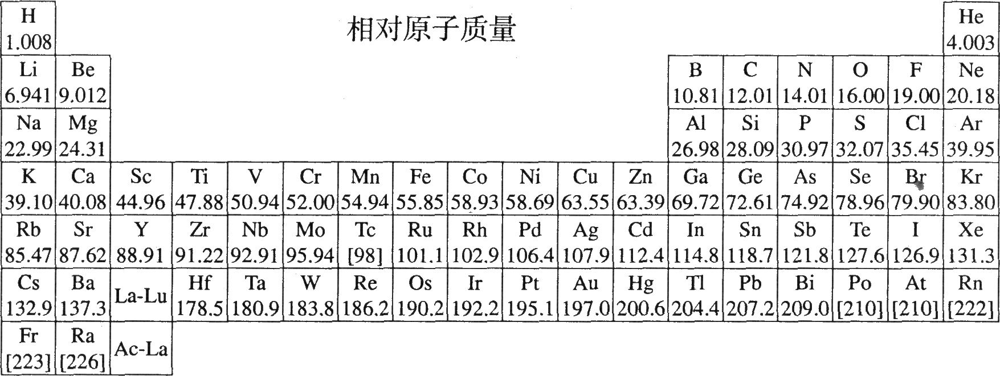 相对原子质量
H He
1.008 4.003
Li Be B C N O F Ne
6.941 9.012 10.81 12.01 14.01 16.00 19.00 20.18
Na Mg Al Si P S Cl Ar
22.99 24.31 26.98 28.09 30.97 32.07 35.45 39.95
K Ca Sc Ti V Cr Mn Fe Co Ni Cu Zn Ga Ge As Se Br Kr
39.10 40.08 44.96 47.88 50.94 52.00 54.94 55.85 58.93 58.69 63.55 63.39 69.72 72.61 74.92 78.96 79.90 83.80
Rb Sr Y Zr Nb Mo Tc Ru Rh Pd Ag Cd In Sn Sb Te I Xe
85.47 87.62 88.91 91.22 92.91 95.94 [98] 101.1 102.9 106.4 107.9 112.4 114.8 118.7 121.8 127.6 126.9 131.3
Cs Ba La-Lu Hf Ta W Re Os Ir Pt Au Hg Tl Pb Bi Po At Rn
132.9 137.3 178.5 180.9 183.8 186.2 190.2 192.2 195.1 197.0 200.6 204.4 207.2 209.0 [210] [210] [222]
Fr Ra Ac-La
[223] [226]